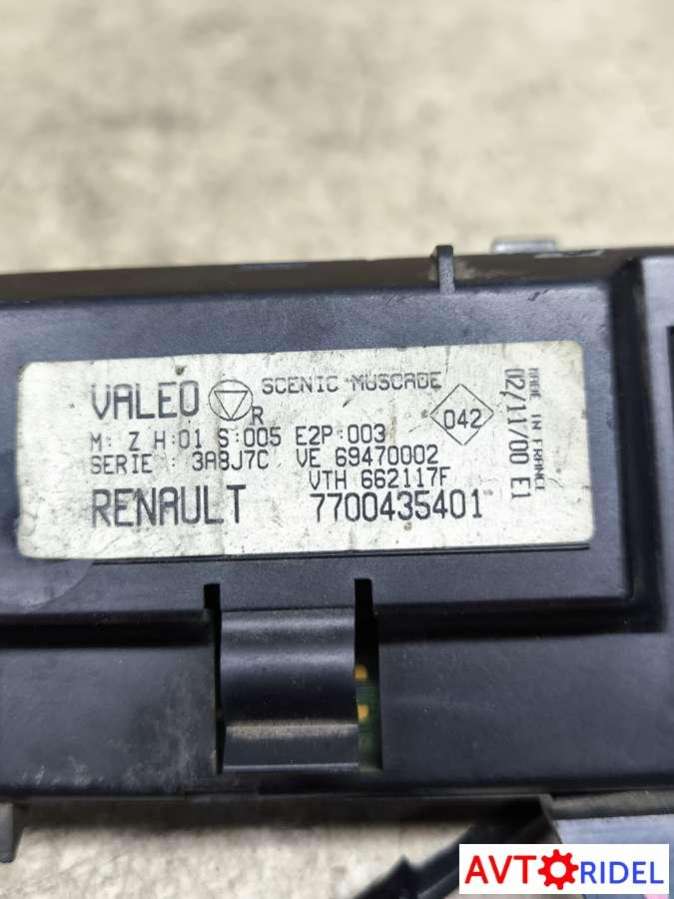 VALEO R SCENIC MUSCADE
M: Z H:01 S:005 E2P:003
042
SERIE : 3A8J7C VE 69470002
VTH 662117F
RENAULT 7700435401
MADE IN FRANCE
02/11/00 E1
AVTORIDEL